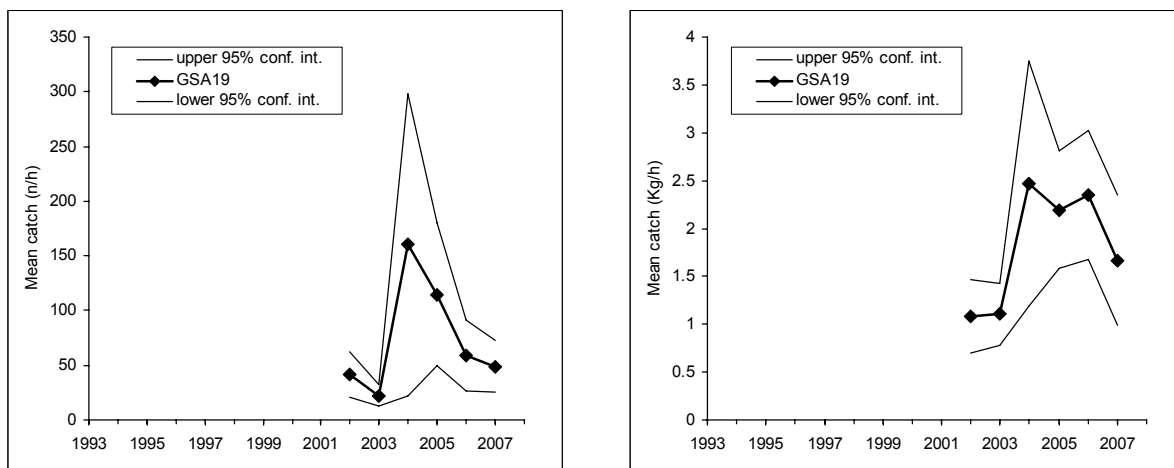 350
300
250
200
150
100
50
0
Mean catch (n/h)
upper 95% conf. int.
GSA19
lower 95% conf. int.
1993 1995 1997 1999 2001 2003 2005 2007
4
3.5
3
2.5
2
1.5
1
0.5
0
Mean catch (Kg/h)
upper 95% conf. int.
GSA19
lower 95% conf. int.
1993 1995 1997 1999 2001 2003 2005 2007